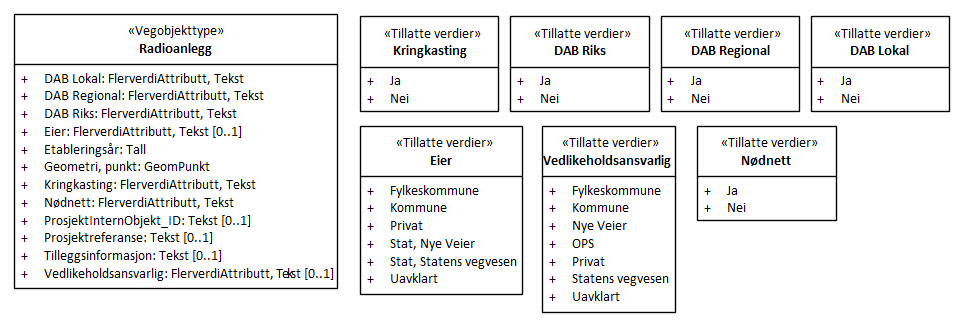 «Vegobjekttype»
Radioanlegg
+ DAB Lokal: FlerverdiAttributt, Tekst
+ DAB Regional: FlerverdiAttributt, Tekst
+ DAB Riks: FlerverdiAttributt, Tekst
+ Eier: FlerverdiAttributt, Tekst [0..1]
+ Etableringsår: Tall
+ Geometri, punkt: GeomPunkt
+ Kringkasting: FlerverdiAttributt, Tekst
+ Nødnett: FlerverdiAttributt, Tekst
+ ProsjektInternObjekt_ID: Tekst [0..1]
+ Prosjektreferanse: Tekst [0..1]
+ Tilleggsinformasjon: Tekst [0..1]
+ Vedlikeholdsansvarlig: FlerverdiAttributt, Tekst [0..1]
«Tillatte verdier»
Kringkasting
+ Ja
+ Nei
«Tillatte verdier»
DAB Riks
+ Ja
+ Nei
«Tillatte verdier»
DAB Regional
+ Ja
+ Nei
«Tillatte verdier»
DAB Lokal
+ Ja
+ Nei
«Tillatte verdier»
Eier
+ Fylkeskommune
+ Kommune
+ Privat
+ Stat, Nye Veier
+ Stat, Statens vegvesen
+ Uavklart
«Tillatte verdier»
Vedlikeholdsansvarlig
+ Fylkeskommune
+ Kommune
+ Nye Veier
+ OPS
+ Privat
+ Statens vegvesen
+ Uavklart
«Tillatte verdier»
Nødnett
+ Ja
+ Nei